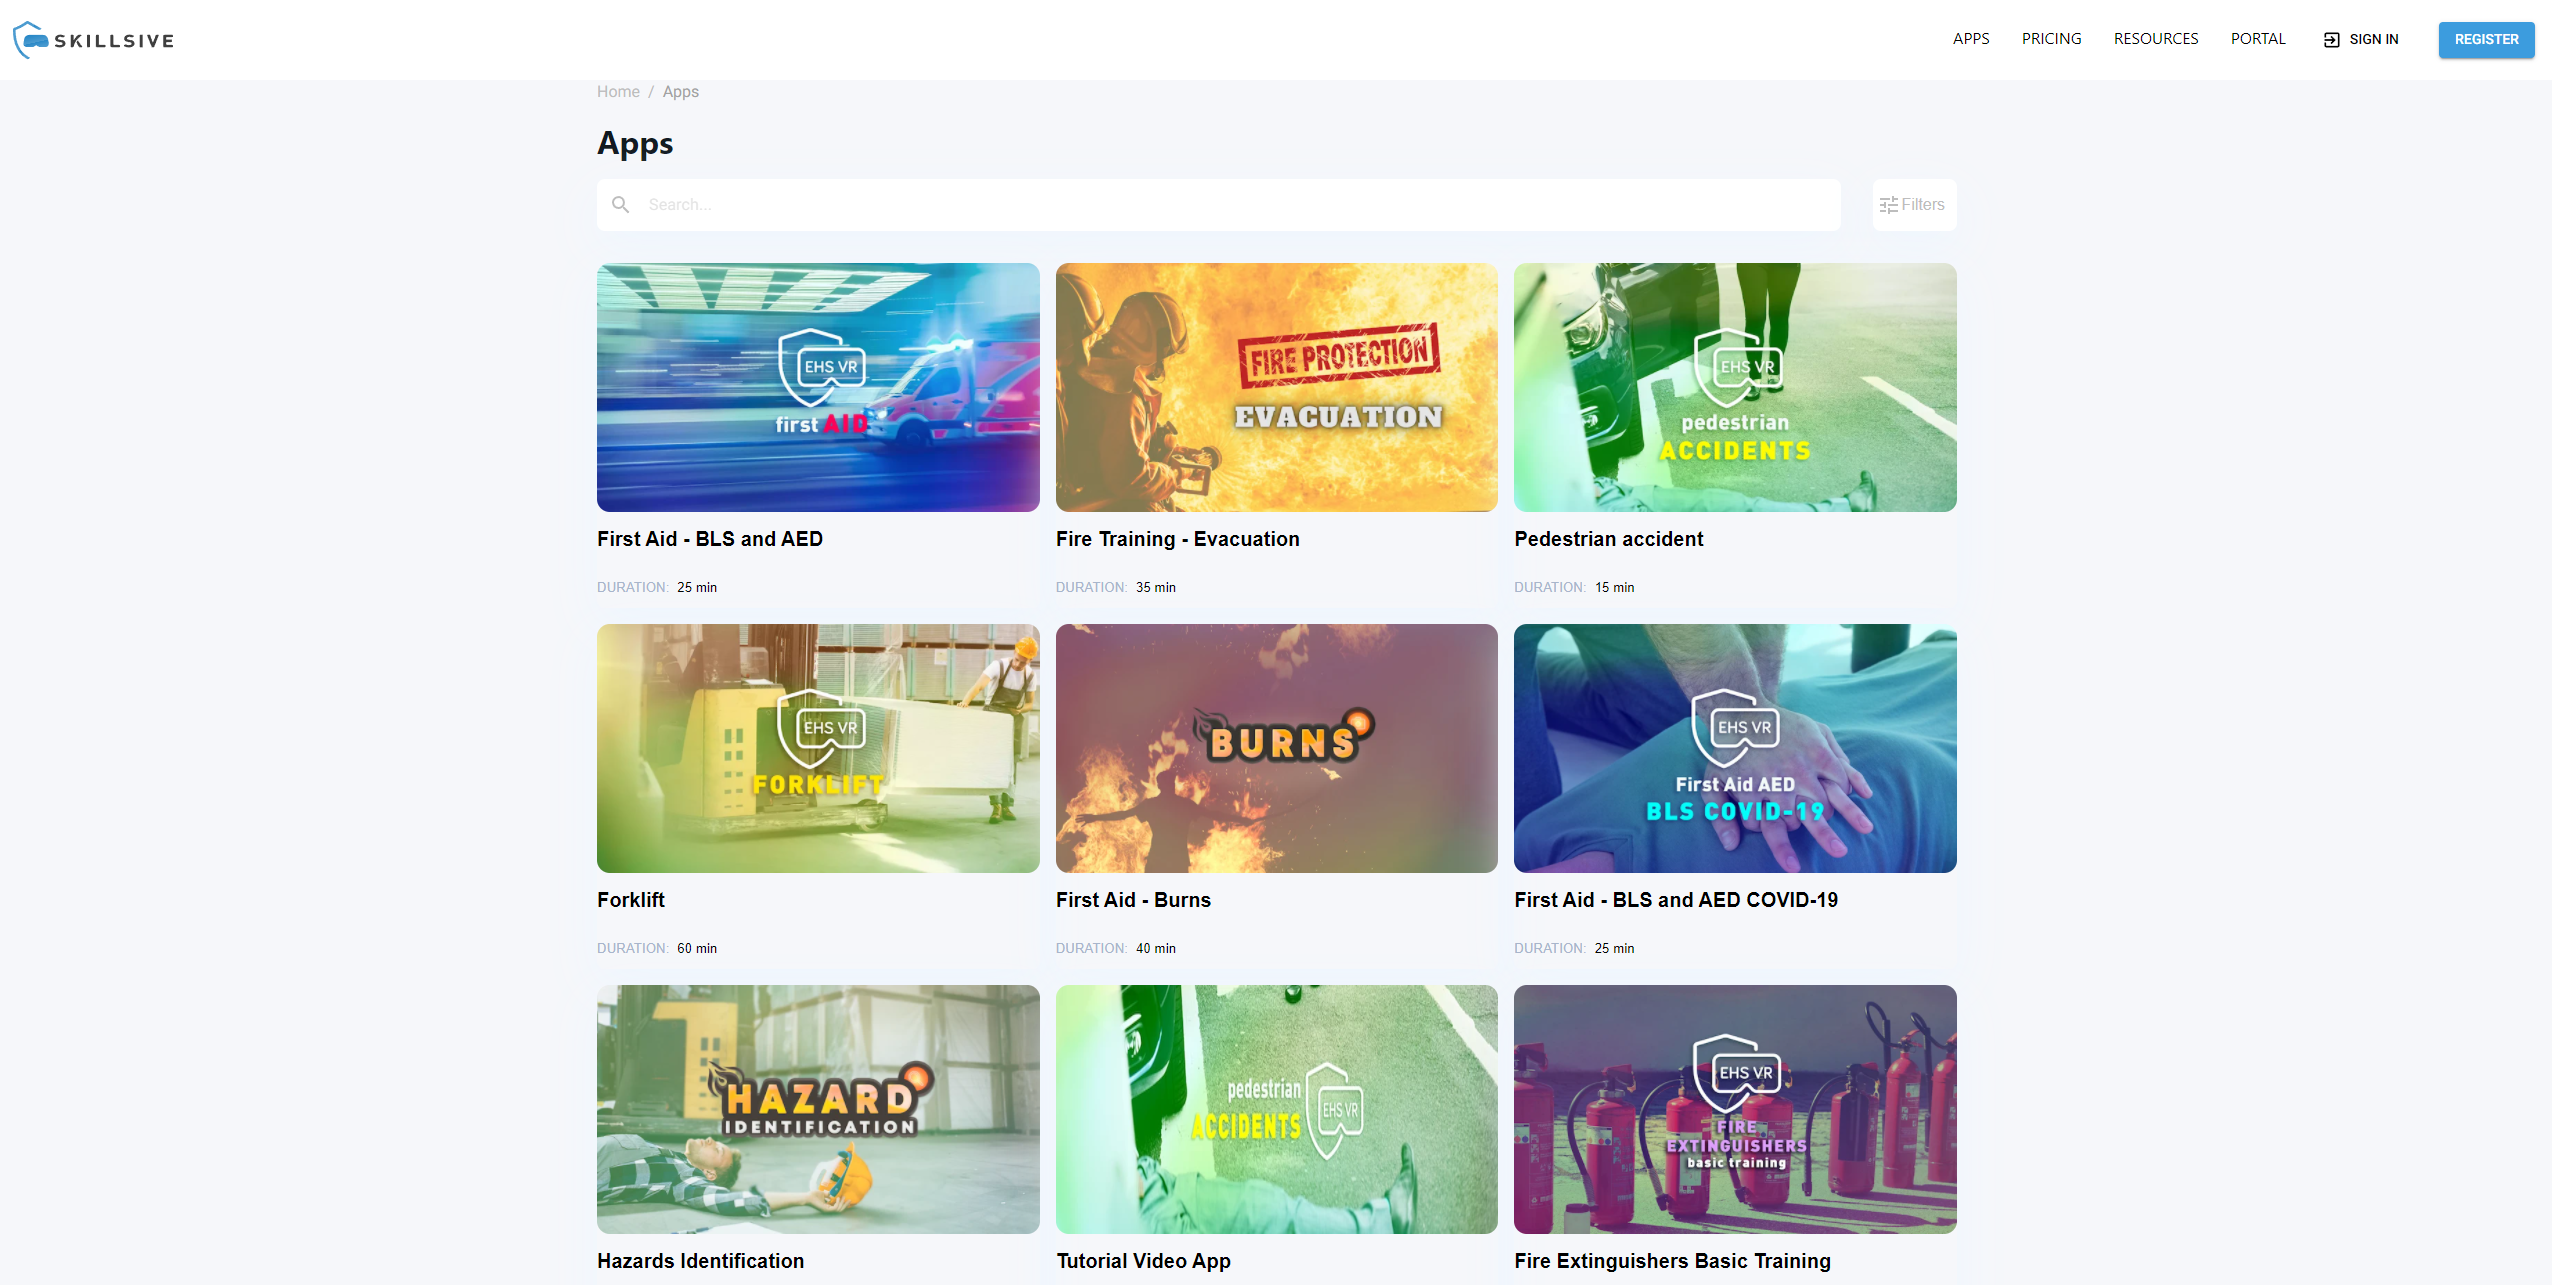 SKILLSIVE
APPS PRICING RESOURCES PORTAL SIGN IN REGISTER
Home / Apps
Apps
Search...
Filters
EHS VR
first AID
FIRE PROTECTION
EVACUATION
EHS VR
pedestrian
ACCIDENTS
First Aid - BLS and AED
Fire Training - Evacuation
Pedestrian accident
DURATION: 25 min
DURATION: 35 min
DURATION: 15 min
EHS VR
FORKLIFT
BURNS
EHS VR
First Aid AED
BLS COVID-19
Forklift
First Aid - Burns
First Aid - BLS and AED COVID-19
DURATION: 60 min
DURATION: 40 min
DURATION: 25 min
HAZARD
IDENTIFICATION
pedestrian
ACCIDENTS
EHS VR
EHS VR
FIRE
EXTINGUISHERS
basic training
Hazards Identification
Tutorial Video App
Fire Extinguishers Basic Training